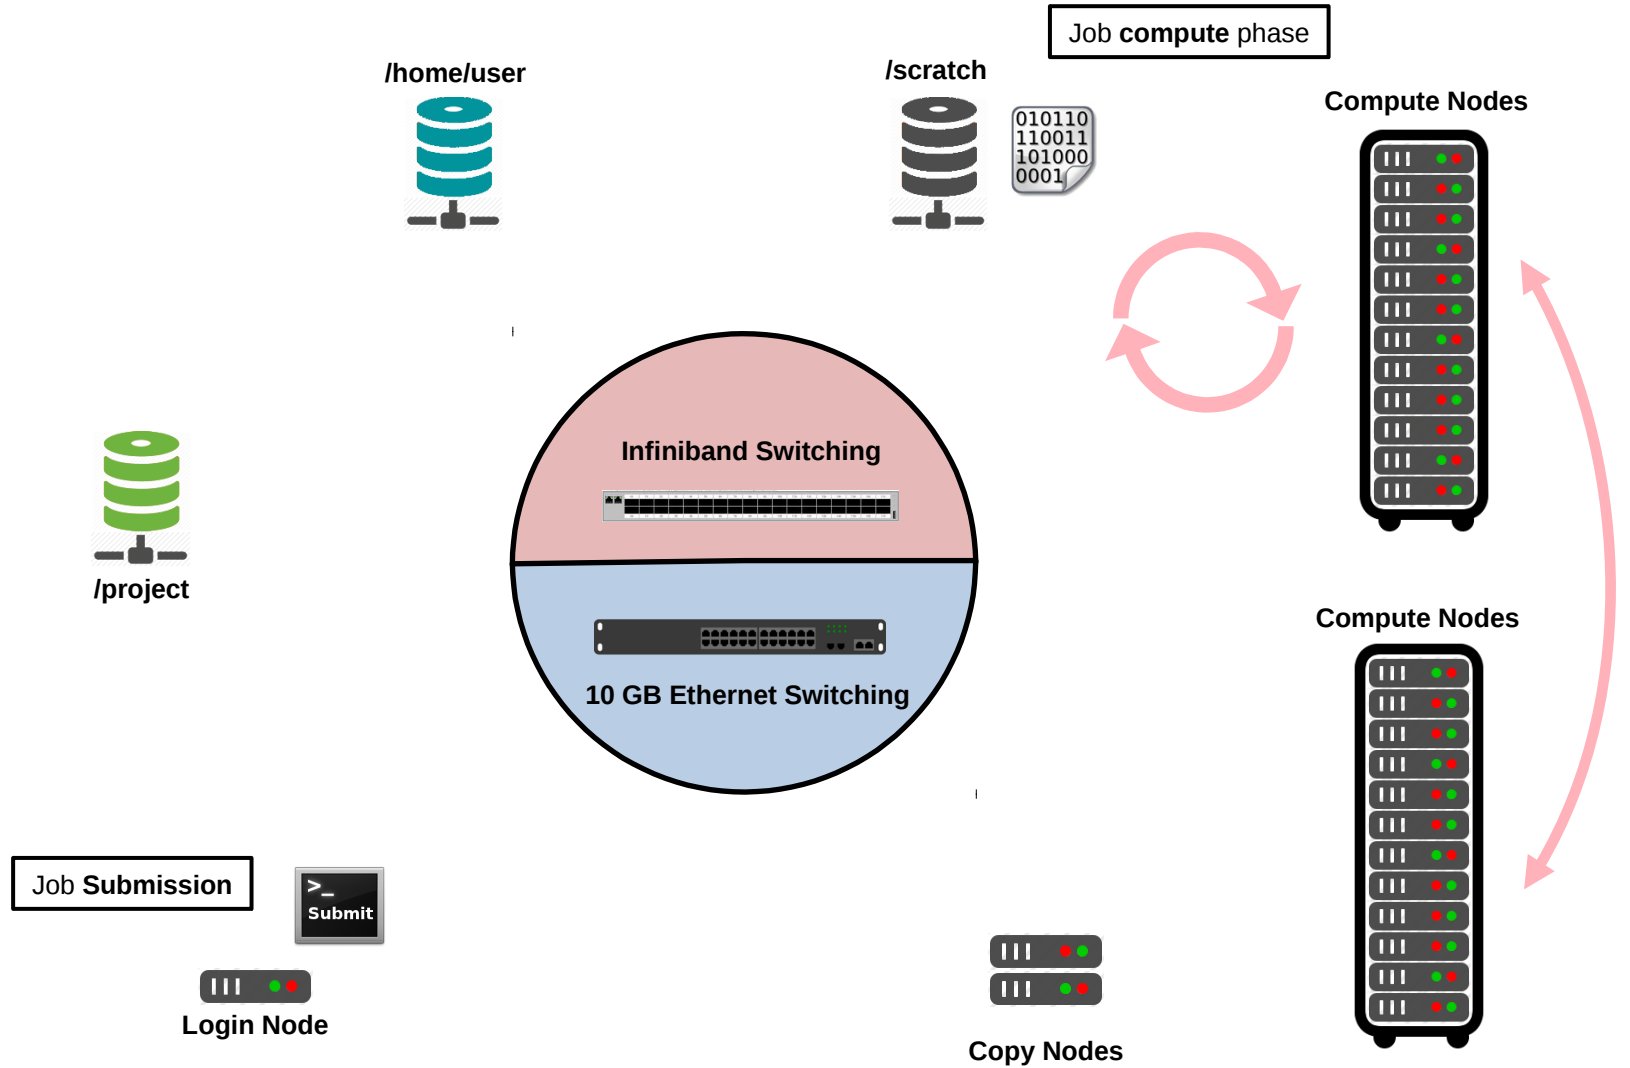 Job compute phase
/home/user
/scratch
Compute Nodes
010110
110011
101000
0001
Infiniband Switching
10 GB Ethernet Switching
/project
Compute Nodes
Job Submission
>_
Submit
Login Node
Copy Nodes